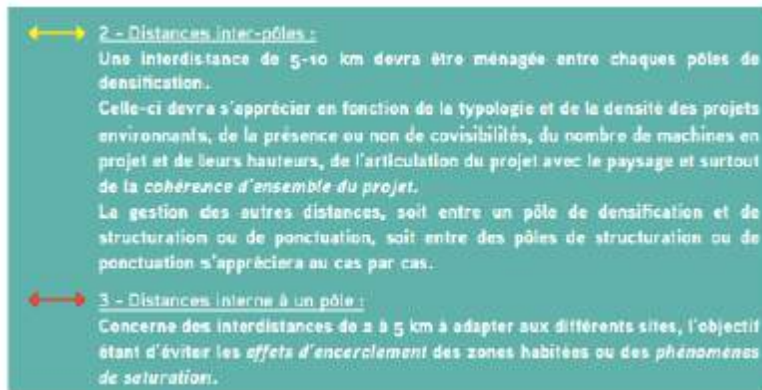 2 - Distances inter-pôles :
Une interdistance de 5-10 km devra être ménagée entre chaques pôles de
densification.
Celle-ci devra s'apprécier en fonction de la typologie et de la densité des projets
environnants, de la présence ou non de covisibilités, du nombre de machines en
projet et de leurs hauteurs, de l'articulation du projet avec le paysage et surtout
de la cohérence d'ensemble du projet.
La gestion des autres distances, soit entre un pôle de densification et de
structuration ou de ponctuation, soit entre des pôles de structuration ou de
ponctuation s'appréciera au cas par cas.
3 - Distances interne à un pôle :
Concerne des interdistances de 2 à 5 km à adapter aux différents sites, l'objectif
étant d'éviter les effets d'encerclement des zones habitées ou des phénomènes
de saturation.